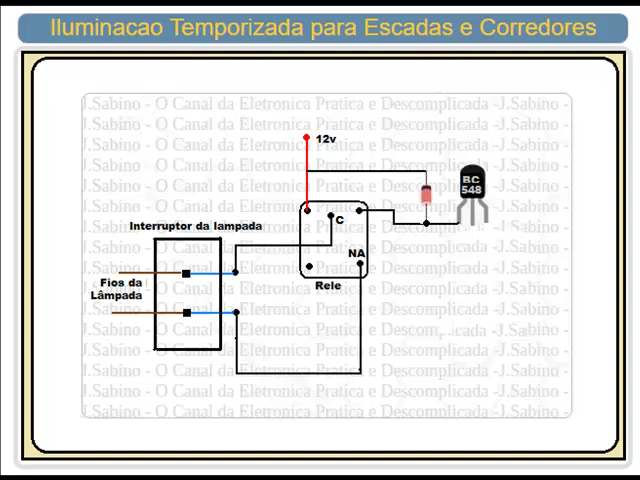 Iluminacao Temporizada para Escadas e Corredores
J.Sabino - O Canal da Eletronica Pratica e Descomplicada -J.Sabino -
12v
BC
548
Interruptor da lampada
C
NA
Fios da
Lâmpada
Rele